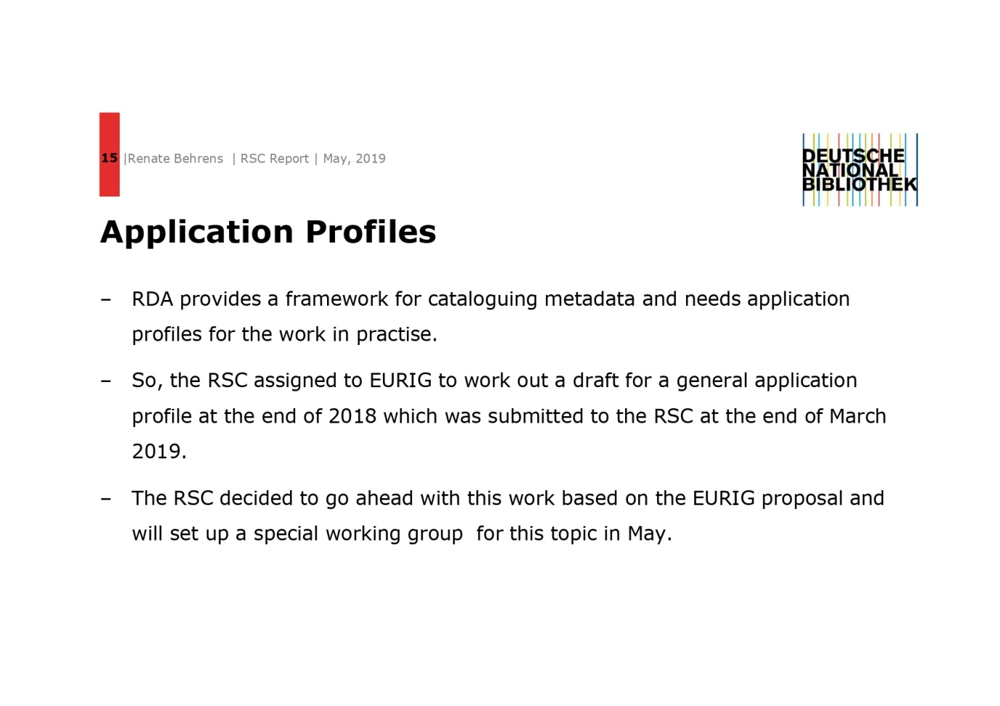 15 |Renate Behrens  | RSC Report | May, 2019
DEUTSCHE
NATIONAL
BIBLIOTHEK
Application Profiles
– RDA provides a framework for cataloguing metadata and needs application
profiles for the work in practise.
– So, the RSC assigned to EURIG to work out a draft for a general application
profile at the end of 2018 which was submitted to the RSC at the end of March
2019.
– The RSC decided to go ahead with this work based on the EURIG proposal and
will set up a special working group  for this topic in May.